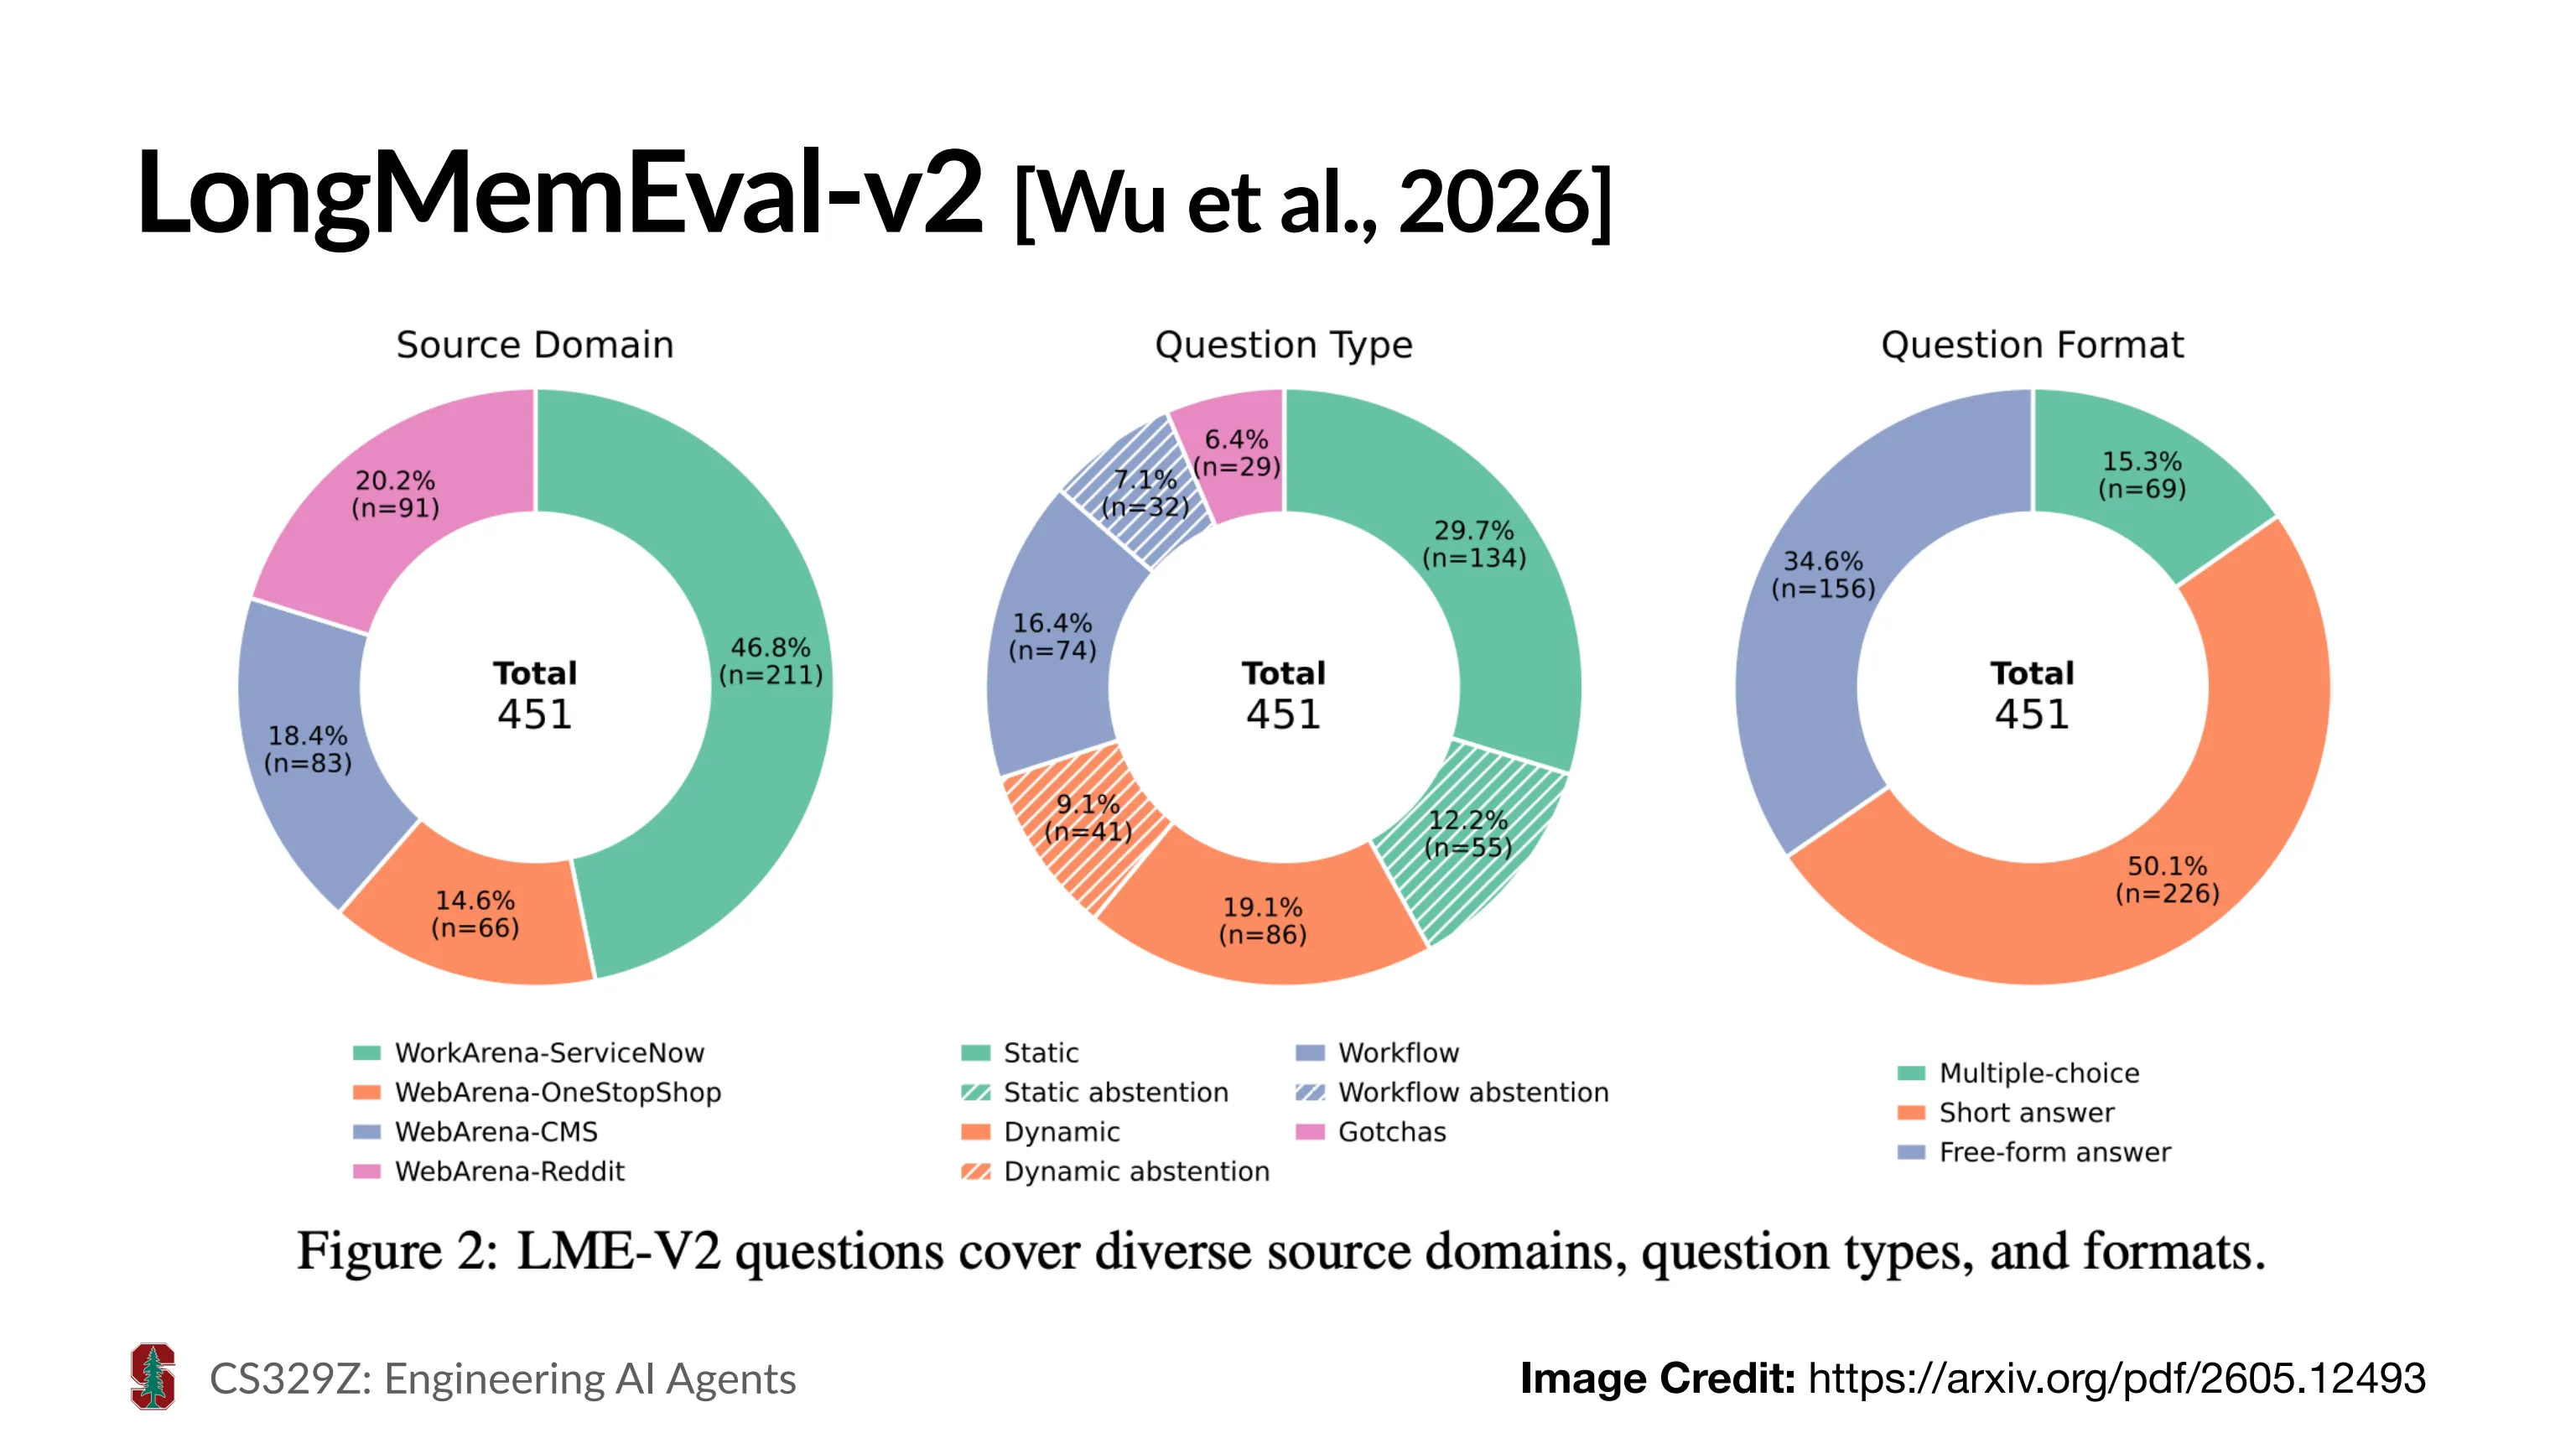 LongMemEval-v2 [Wu et al., 2026]
Source Domain
20.2%
(n=91)
46.8%
(n=211)
18.4%
(n=83)
14.6%
(n=66)
Total
451
WorkArena-ServiceNow
WebArena-OneStopShop
WebArena-CMS
WebArena-Reddit
Question Type
6.4%
(n=29)
7.1%
(n=32)
29.7%
(n=134)
16.4%
(n=74)
9.1%
(n=41)
12.2%
(n=55)
19.1%
(n=86)
Total
451
Static
Static abstention
Dynamic
Dynamic abstention
Workflow
Workflow abstention
Gotchas
Question Format
15.3%
(n=69)
34.6%
(n=156)
50.1%
(n=226)
Total
451
Multiple-choice
Short answer
Free-form answer
Figure 2: LME-V2 questions cover diverse source domains, question types, and formats.
CS329Z: Engineering AI Agents
Image Credit: https://arxiv.org/pdf/2605.12493